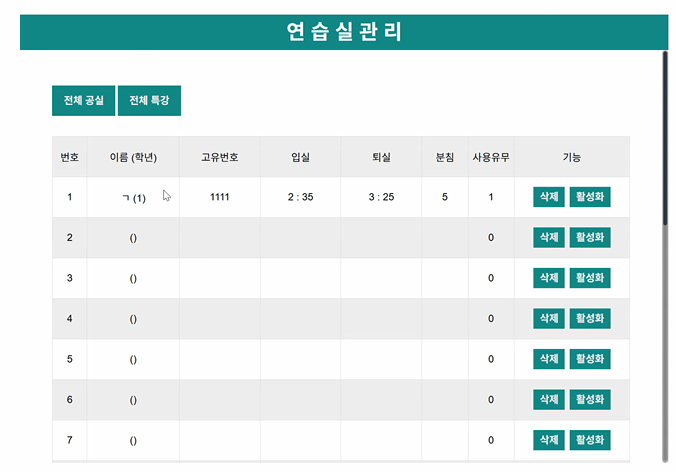 연 습 실 관 리
전체 공실 전체 특강
번호 이름 (학년) 고유번호 입실 퇴실 분침 사용유무 기능
1 ㄱ (1) 1111 2 : 35 3 : 25 5 1 삭제 활성화
2 () 0 삭제 활성화
3 () 0 삭제 활성화
4 () 0 삭제 활성화
5 () 0 삭제 활성화
6 () 0 삭제 활성화
7 () 0 삭제 활성화